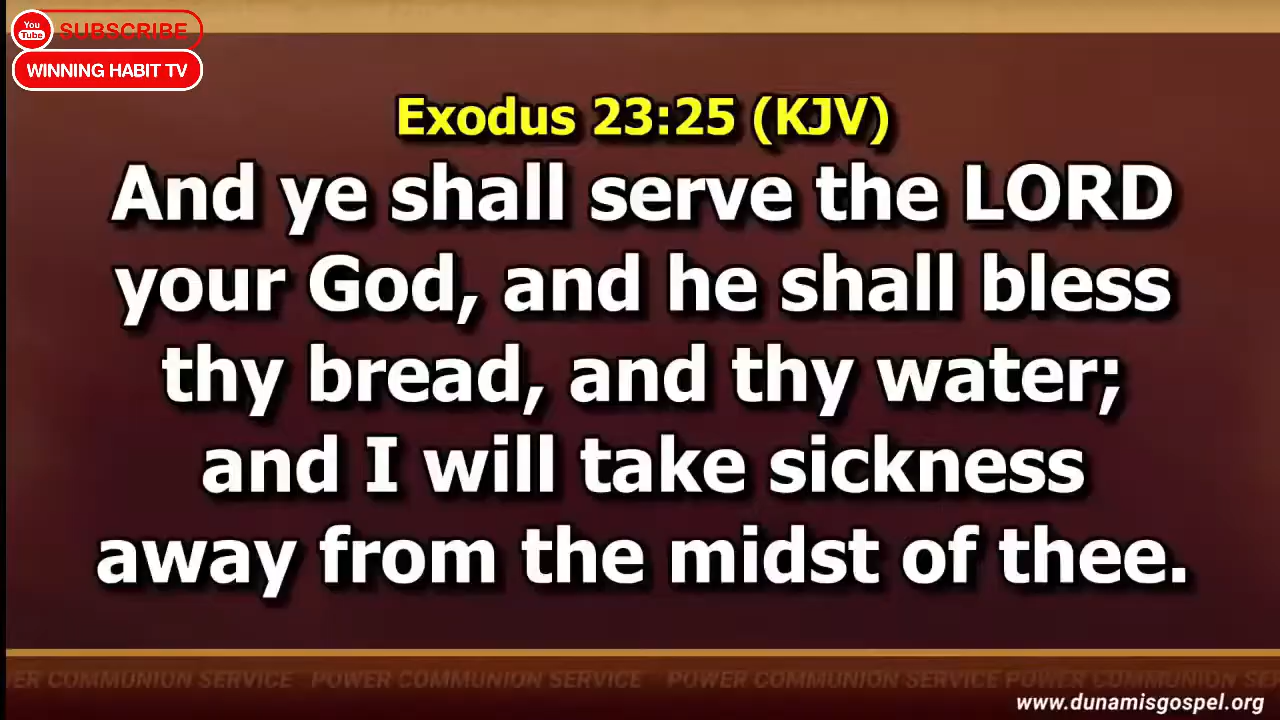 You
Tube
SUBSCRIBE
WINNING HABIT TV
Exodus 23:25 (KJV)
And ye shall serve the LORD
your God, and he shall bless
thy bread, and thy water;
and I will take sickness
away from the midst of thee.
ER COMMUNION SERVICE POWER COMMUNION SERVICE POWER COMMUNION SERVICE POWER COMMUNION SE
www.dunamisgospel.org